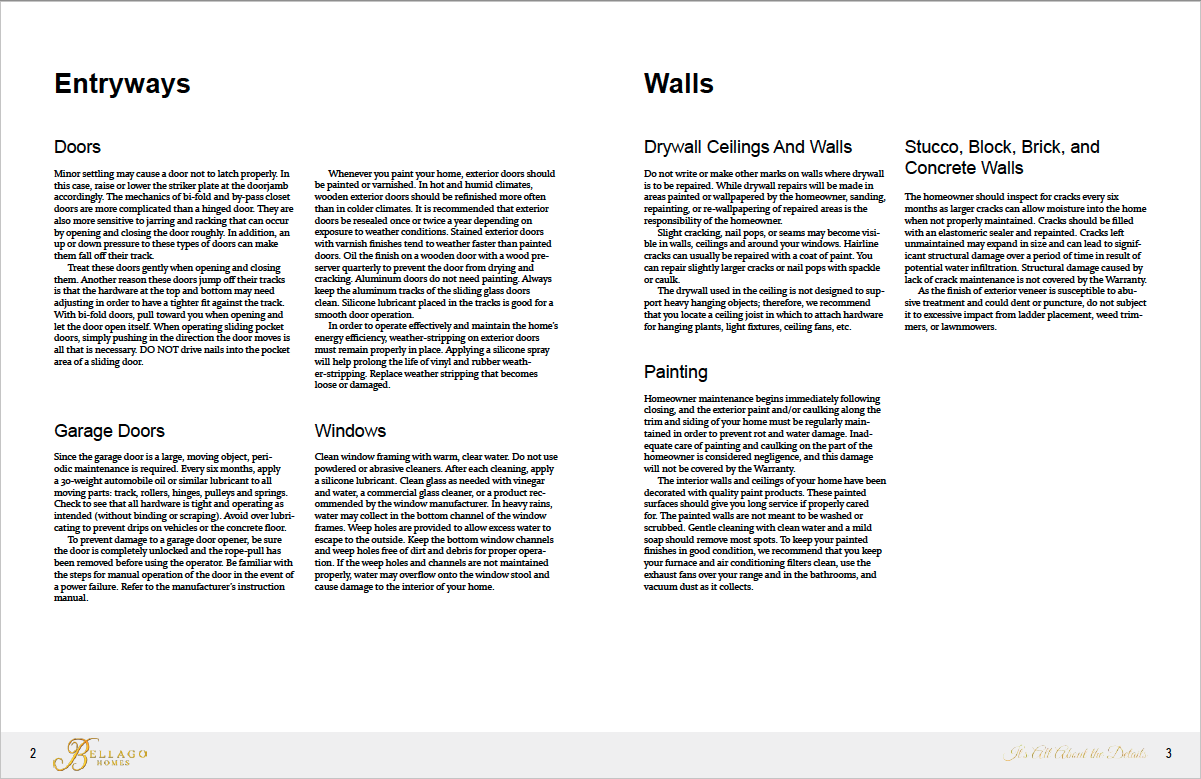 Entryways
Doors
Minor settling may cause a door not to latch properly. In
this case, raise or lower the striker plate at the doorjamb
accordingly. The mechanics of bi-fold and by-pass closet
doors are more complicated than a hinged door. They are
also more sensitive to jarring and racking that can occur
by opening and closing the door roughly. In addition, an
up or down pressure to these types of doors can make
them fall off their track.
Treat these doors gently when opening and closing
them. Another reason these doors jump off their tracks
is that the hardware at the top and bottom may need
adjusting in order to have a tighter fit against the track.
With bi-fold doors, pull toward you when opening and
let the door open itself. When operating sliding pocket
doors, simply pushing in the direction the door moves is
all that is necessary. DO NOT drive nails into the pocket
area of a sliding door.
Whenever you paint your home, exterior doors should
be painted or varnished. In hot and humid climates,
wooden exterior doors should be refinished more often
than in colder climates. It is recommended that exterior
doors be resealed once or twice a year depending on
exposure to weather conditions. Stained exterior doors
with varnish finishes tend to weather faster than painted
doors. Oil the finish on a wooden door with a wood pre-
server quarterly to prevent the door from drying and
cracking. Aluminum doors do not need painting. Always
keep the aluminum tracks of the sliding glass doors
clean. Silicone lubricant placed in the tracks is good for a
smooth door operation.
In order to operate effectively and maintain the home's
energy efficiency, weather-stripping on exterior doors
must remain properly in place. Applying a silicone spray
will help prolong the life of vinyl and rubber weath-
er-stripping. Replace weather stripping that becomes
loose or damaged.
Garage Doors
Since the garage door is a large, moving object, peri-
odic maintenance is required. Every six months, apply
a 30-weight automobile oil or similar lubricant to all
moving parts: track, rollers, hinges, pulleys and springs.
Check to see that all hardware is tight and operating as
intended (without binding or scraping). Avoid over lubri-
cating to prevent drips on vehicles or the concrete floor.
To prevent damage to a garage door opener, be sure
the door is completely unlocked and the rope-pull has
been removed before using the operator. Be familiar with
the steps for manual operation of the door in the event of
a power failure. Refer to the manufacturer's instruction
manual.
Windows
Clean window framing with warm, clear water. Do not use
powdered or abrasive cleaners. After each cleaning, apply
a silicone lubricant. Clean glass as needed with vinegar
and water, a commercial glass cleaner, or a product rec-
ommended by the window manufacturer. In heavy rains,
water may collect in the bottom channel of the window
frames. Weep holes are provided to allow excess water to
escape to the outside. Keep the bottom window channels
and weep holes free of dirt and debris for proper opera-
tion. If the weep holes and channels are not maintained
properly, water may overflow onto the window stool and
cause damage to the interior of your home.
2
BELLAGO
HOMES
Walls
Drywall Ceilings And Walls
Do not write or make other marks on walls where drywall
is to be repaired. While drywall repairs will be made in
areas painted or wallpapered by the homeowner, sanding,
repainting, or re-wallpapering of repaired areas is the
responsibility of the homeowner.
Slight cracking, nail pops, or seams may become visi-
ble in walls, ceilings and around your windows. Hairline
cracks can usually be repaired with a coat of paint. You
can repair slightly larger cracks or nail pops with spackle
or caulk.
The drywall used in the ceiling is not designed to sup-
port heavy hanging objects; therefore, we recommend
that you locate a ceiling joist in which to attach hardware
for hanging plants, light fixtures, ceiling fans, etc.
Painting
Homeowner maintenance begins immediately following
closing, and the exterior paint and/or caulking along the
trim and siding of your home must be regularly main-
tained in order to prevent rot and water damage. Inad-
equate care of painting and caulking on the part of the
homeowner is considered negligence, and this damage
will not be covered by the Warranty.
The interior walls and ceilings of your home have been
decorated with quality paint products. These painted
surfaces should give you long service if properly cared
for. The painted walls are not meant to be washed or
scrubbed. Gentle cleaning with clean water and a mild
soap should remove most spots. To keep your painted
finishes in good condition, we recommend that you keep
your furnace and air conditioning filters clean, use the
exhaust fans over your range and in the bathrooms, and
vacuum dust as it collects.
Stucco, Block, Brick, and
Concrete Walls
The homeowner should inspect for cracks every six
months as larger cracks can allow moisture into the home
when not properly maintained. Cracks should be filled
with an elastomeric sealer and repainted. Cracks left
unmaintained may expand in size and can lead to signif-
icant structural damage over a period of time in result of
potential water infiltration. Structural damage caused by
lack of crack maintenance is not covered by the Warranty.
As the finish of exterior veneer is susceptible to abu-
sive treatment and could dent or puncture, do not subject
it to excessive impact from ladder placement, weed trim-
mers, or lawnmowers.
It's All About the Details
3